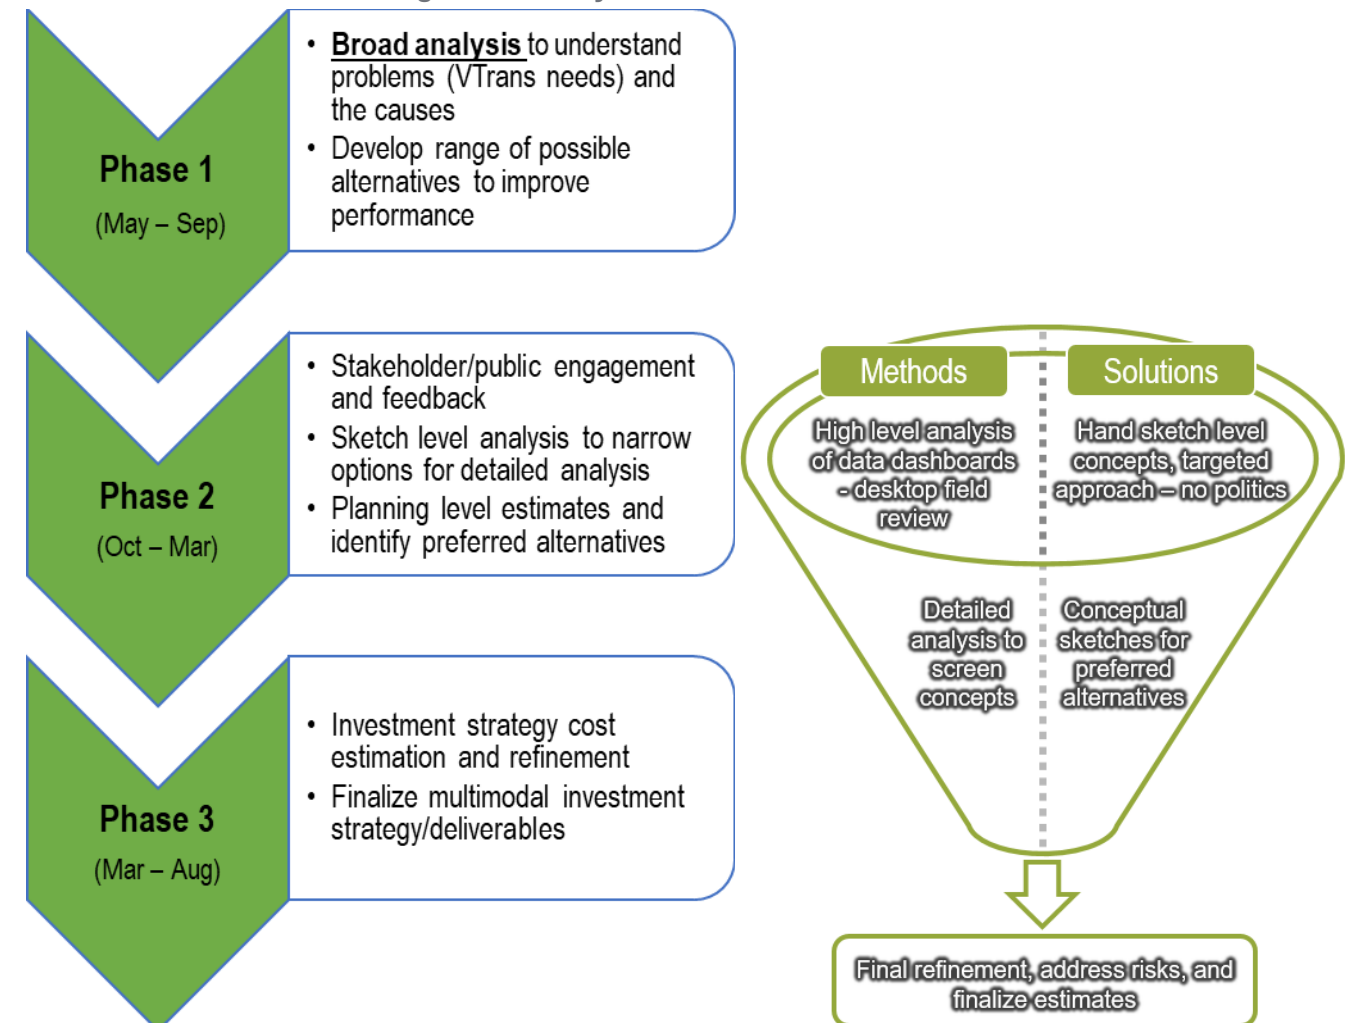 Phase 1
(May – Sep)
• Broad analysis to understand
problems (VTrans needs) and
the causes
• Develop range of possible
alternatives to improve
performance
Phase 2
(Oct – Mar)
• Stakeholder/public engagement
and feedback
• Sketch level analysis to narrow
options for detailed analysis
• Planning level estimates and
identify preferred alternatives
Phase 3
(Mar – Aug)
• Investment strategy cost
estimation and refinement
• Finalize multimodal investment
strategy/deliverables
Methods
High level analysis
of data dashboards
- desktop field
review
Solutions
Hand sketch level
concepts, targeted
approach – no politics
Detailed
analysis to
screen
concepts
Conceptual
sketches for
preferred
alternatives
Final refinement, address risks, and
finalize estimates